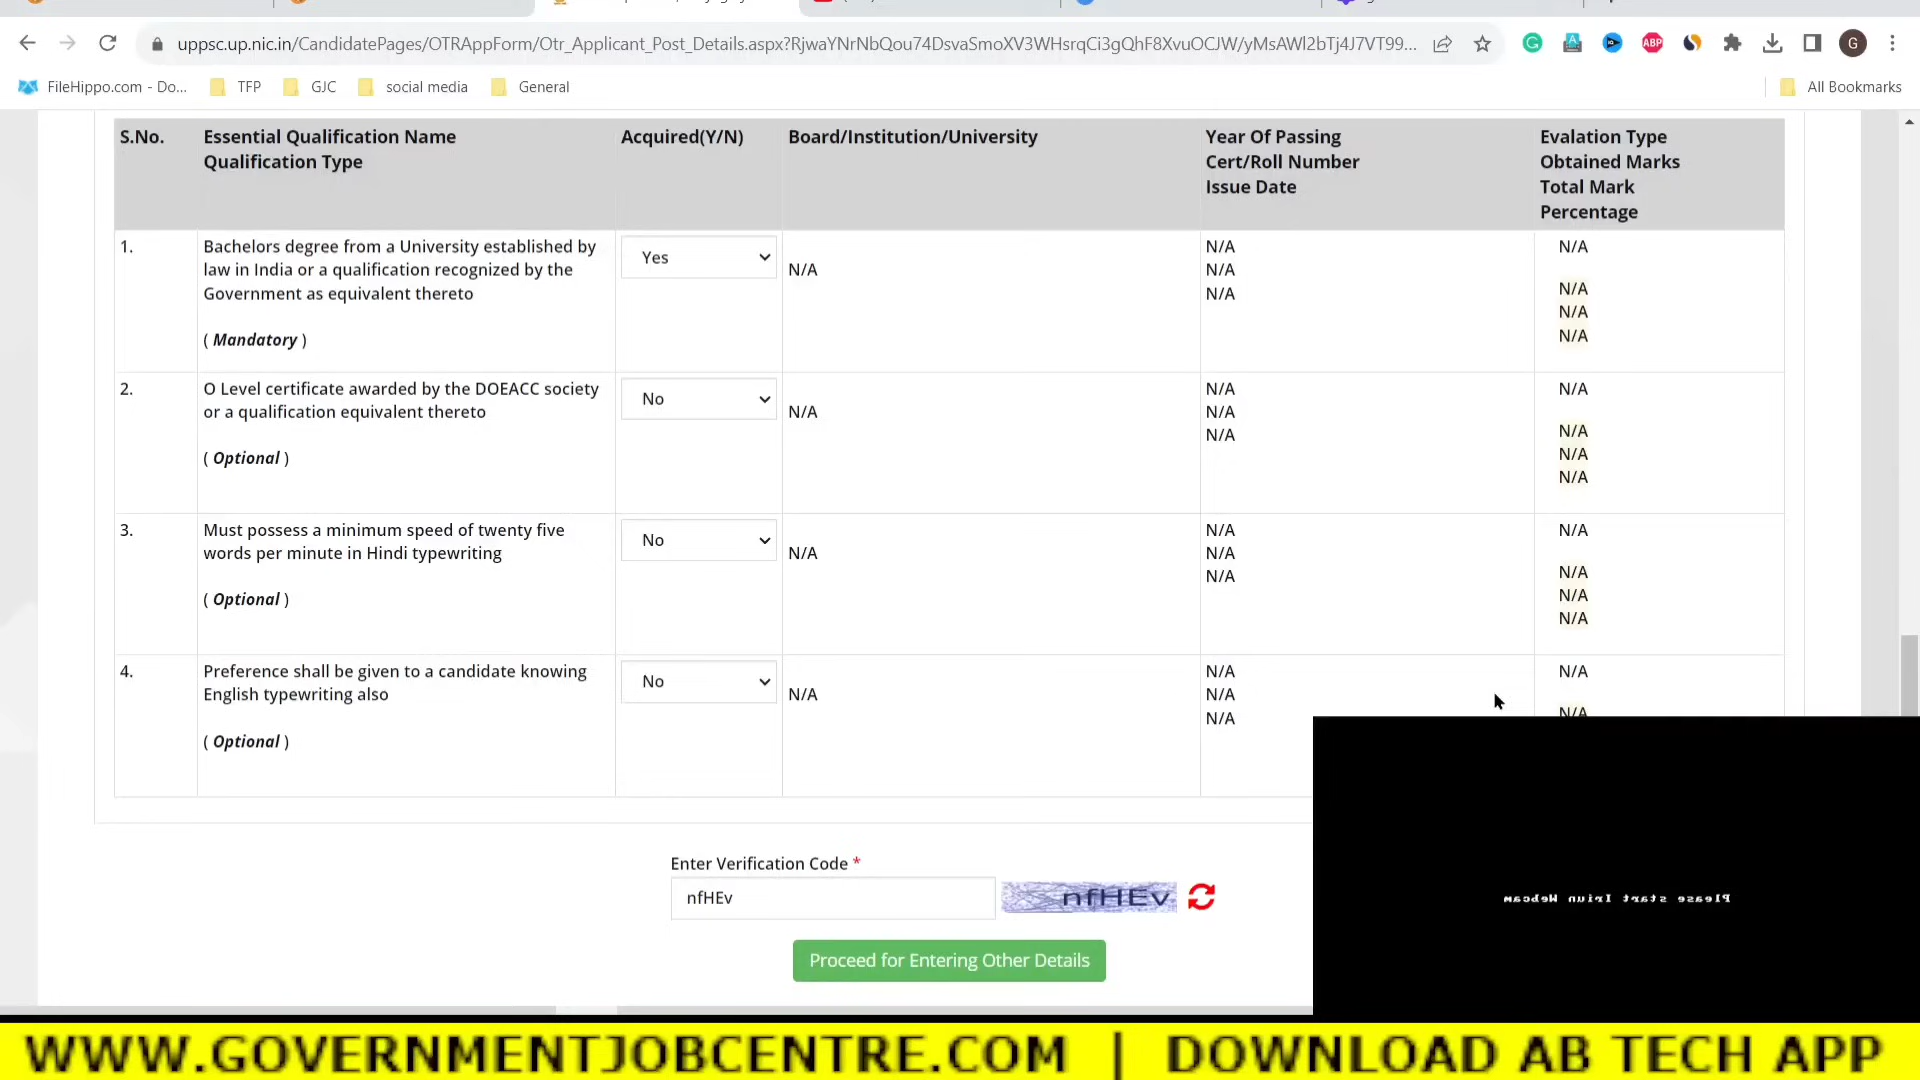 uppsc.up.nic.in/CandidatePages/OTRAppForm/Otr_Applicant_Post_Details.aspx?RjwaYNrNbQou74DsvaSmoXV3WHsrqCi3gQhF8XvuOCJW/yMsAWl2bTj4J7VT99...
G
FileHippo.com - Do...
TFP
GJC
social media
General
All Bookmarks
S.No.
Essential Qualification Name
Qualification Type
Acquired(Y/N)
Board/Institution/University
Year Of Passing
Cert/Roll Number
Issue Date
Evalation Type
Obtained Marks
Total Mark
Percentage
1.
Bachelors degree from a University established by
law in India or a qualification recognized by the
Government as equivalent thereto
( Mandatory )
Yes
N/A
N/A
N/A
N/A
N/A
N/A
N/A
N/A
2.
O Level certificate awarded by the DOEACC society
or a qualification equivalent thereto
( Optional )
No
N/A
N/A
N/A
N/A
N/A
N/A
N/A
N/A
3.
Must possess a minimum speed of twenty five
words per minute in Hindi typewriting
( Optional )
No
N/A
N/A
N/A
N/A
N/A
N/A
N/A
N/A
4.
Preference shall be given to a candidate knowing
English typewriting also
( Optional )
No
N/A
N/A
N/A
N/A
N/A
N/A
Enter Verification Code *
nfHEv
nfHEv
Proceed for Entering Other Details
Please start Iriun Webcam
WWW.GOVERNMENTJOBCENTRE.COM | DOWNLOAD AB TECH APP